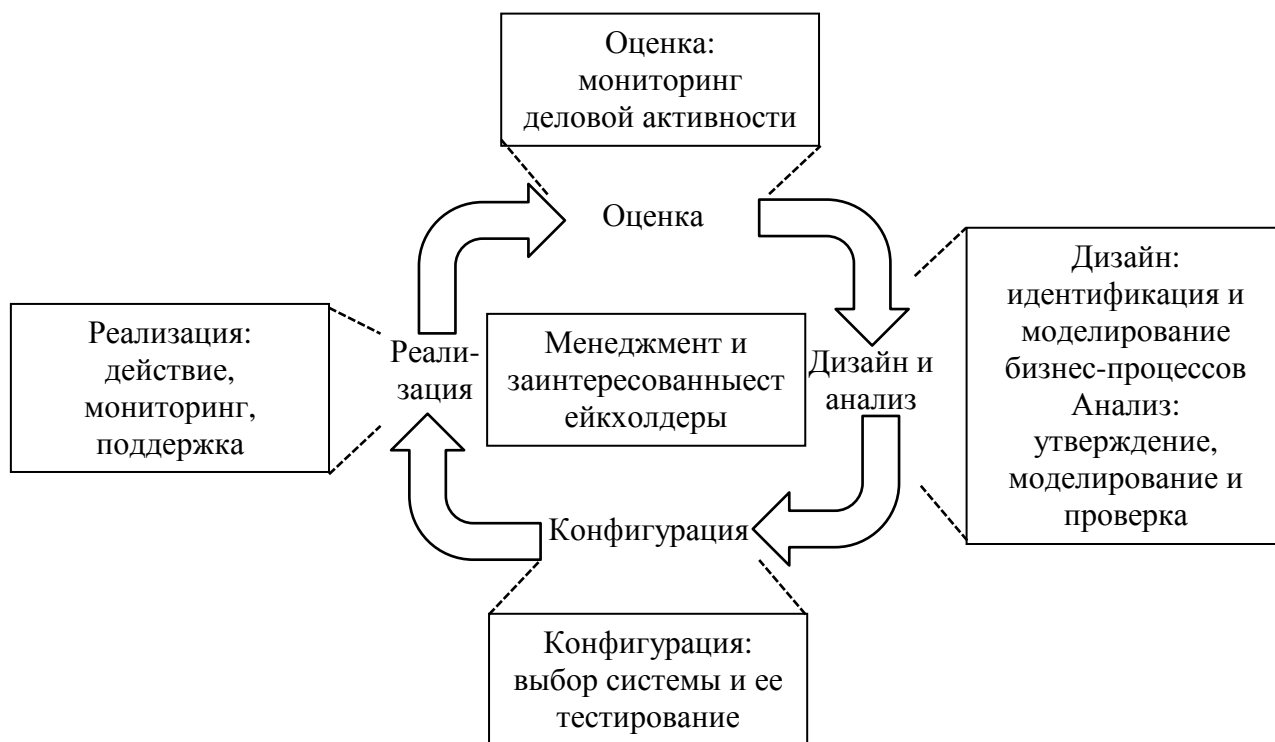 Оценка:
мониторинг
деловой активности
Оценка
Дизайн:
идентификация и
моделирование
бизнес-процессов
Анализ:
утверждение,
моделирование и
проверка
Реализация:
действие,
мониторинг,
поддержка
Реали-
зация
Менеджмент и
заинтересованныест
ейкхолдеры
Дизайн и
анализ
Конфигурация
Конфигурация:
выбор системы и ее
тестирование